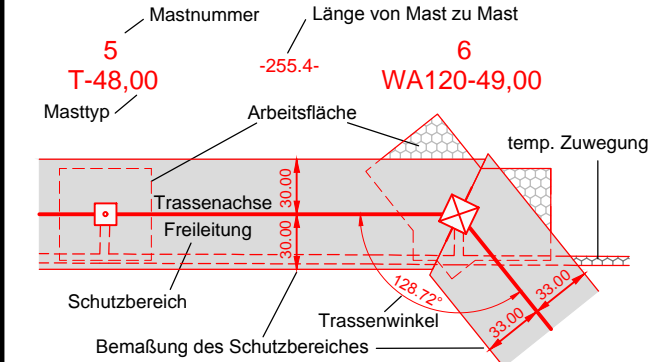 Mastnummer
Länge von Mast zu Mast
5
-255.4-
6
T-48,00
WA120-49,00
Masttyp
Arbeitsfläche
temp. Zuwegung
30.00
Trassenachse
Freileitung
30.00
128.72°
33.00
33.00
Schutzbereich
Trassenwinkel
Bemaßung des Schutzbereiches